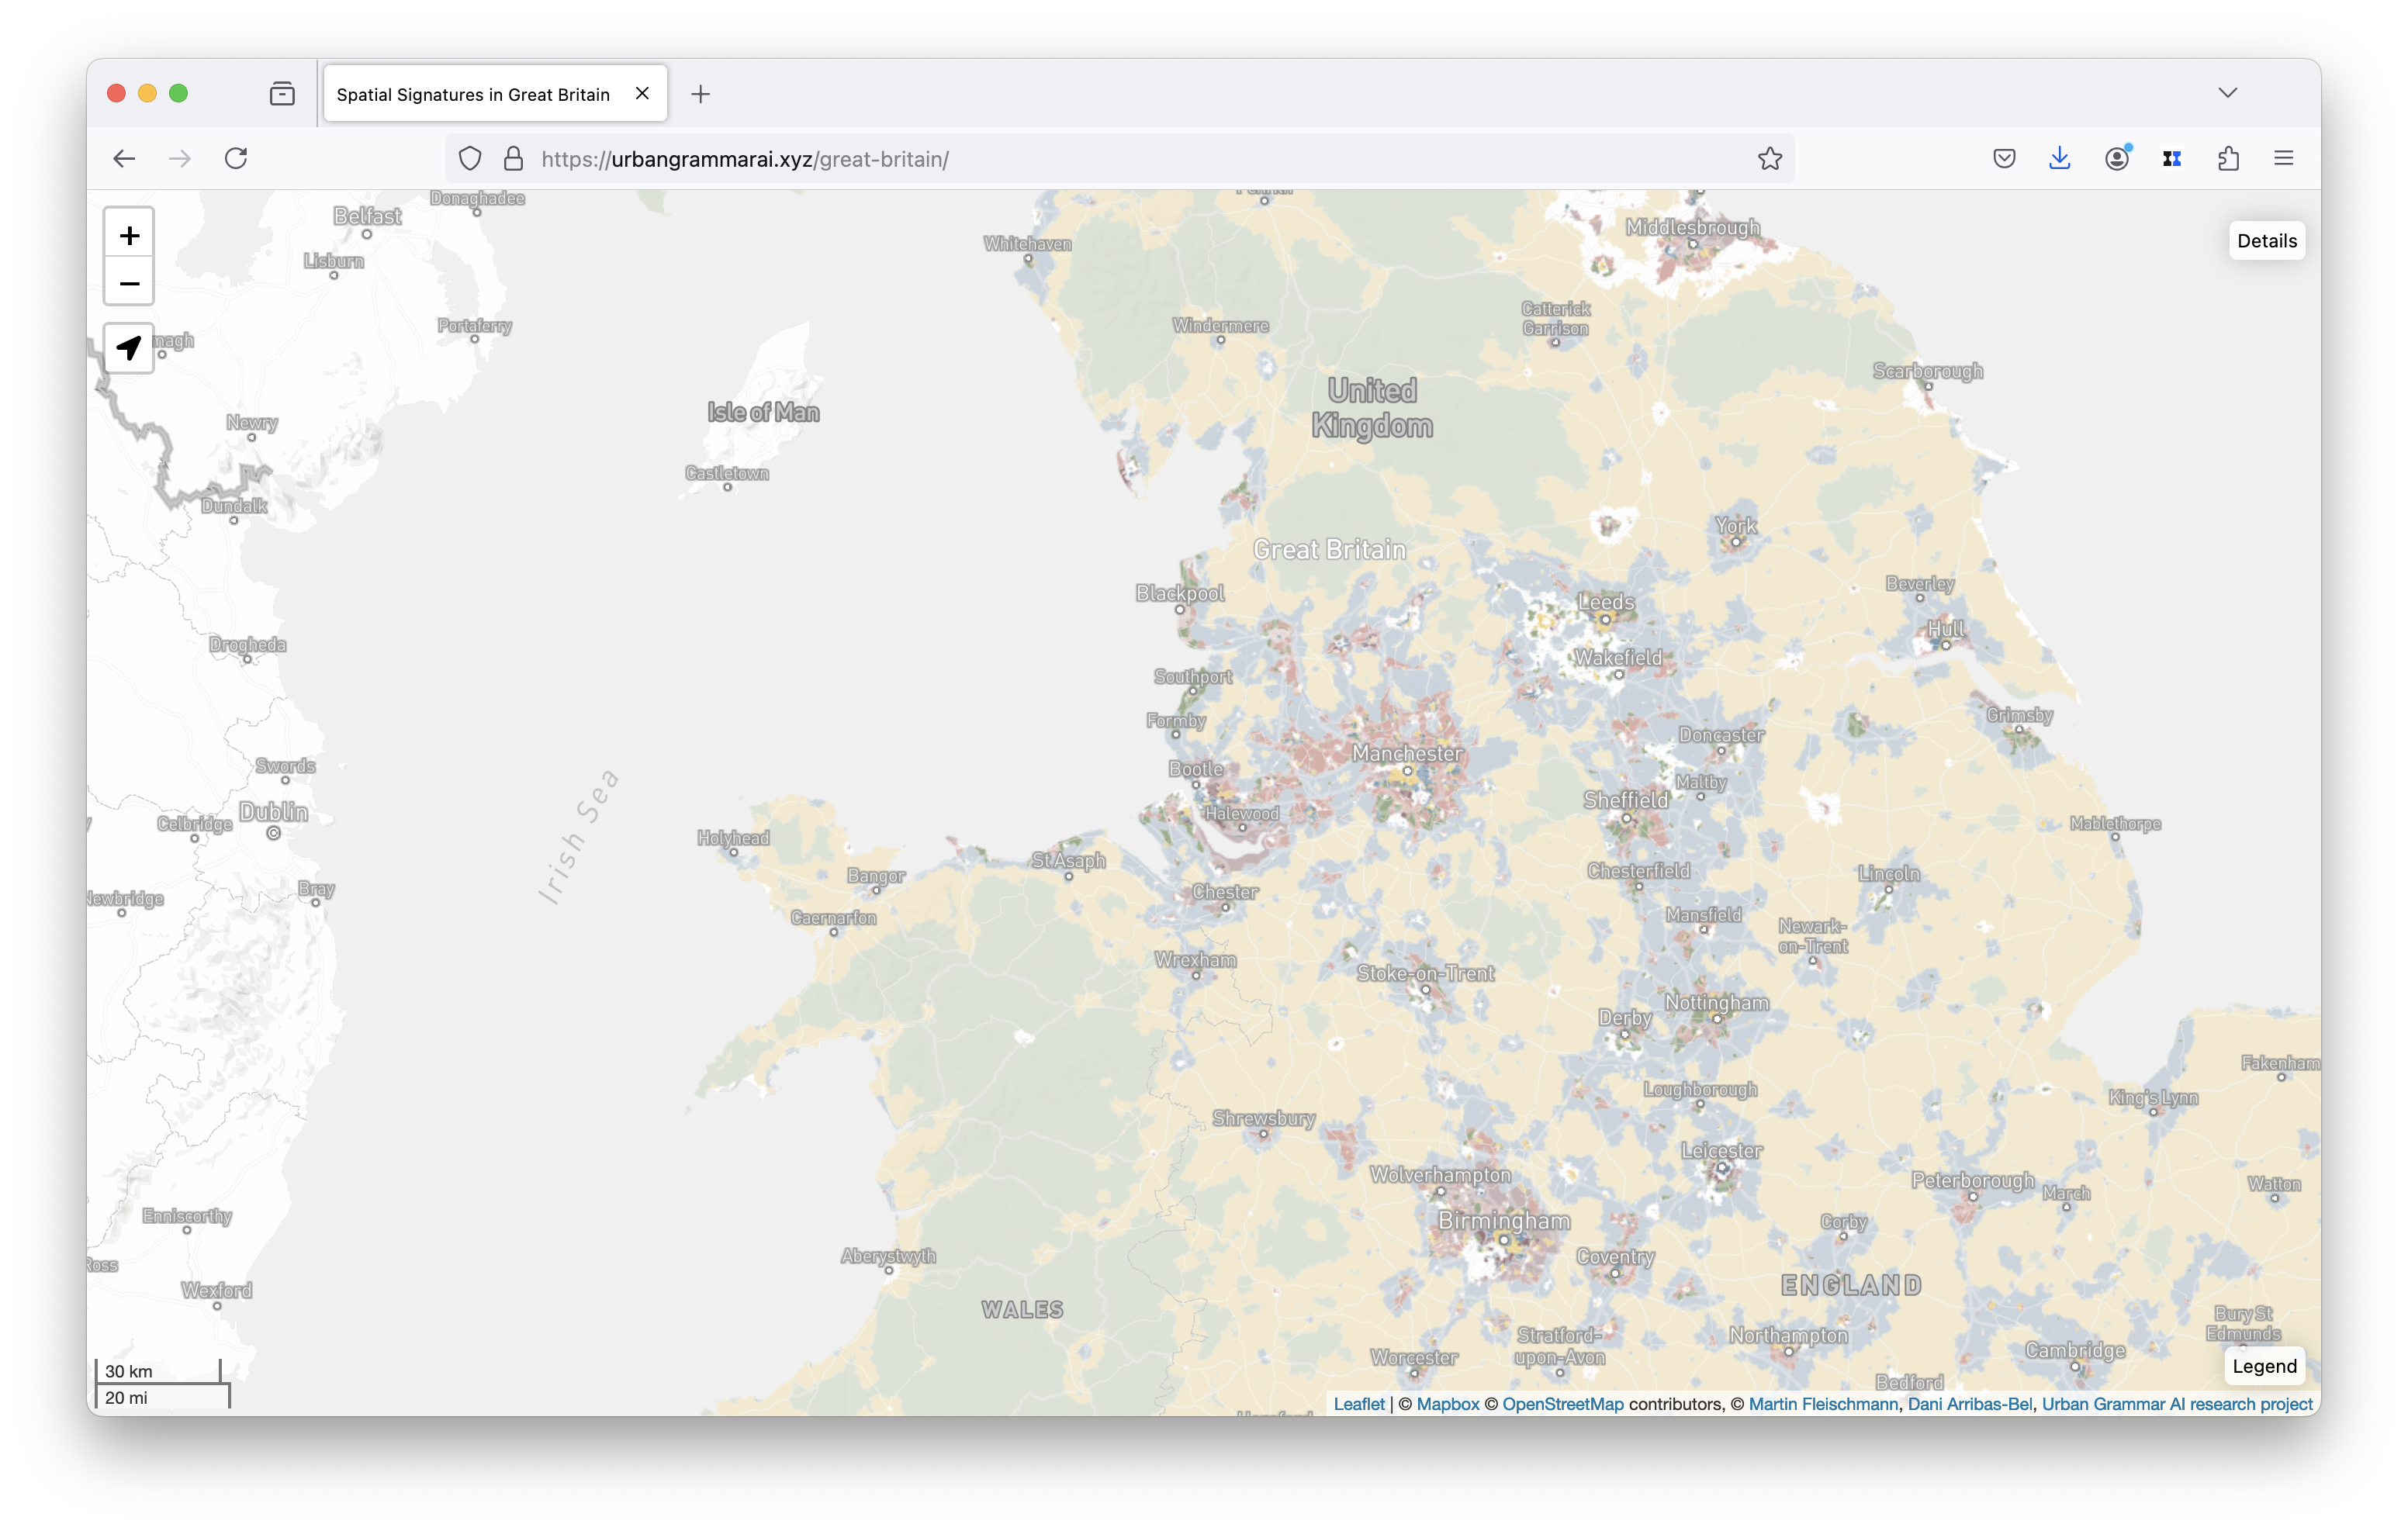 Spatial Signatures in Great Britain
https://urbangrammarai.xyz/great-britain/
+
−
Details
Belfast
Donaghadee
Lisburn
Portaferry
Newry
Dundalk
Drogheda
Swords
Dublin
Celbridge
Bray
Newbridge
Enniscorthy
Wexford
Isle of Man
Castletown
Irish Sea
Whitehaven
Windermere
Middlesbrough
Catterick
Garrison
United
Kingdom
Scarborough
Great Britain
York
Blackpool
Leeds
Wakefield
Beverley
Hull
Southport
Formby
Bootle
Halewood
Manchester
Doncaster
Maltby
Sheffield
Grimsby
Holyhead
Bangor
Caernarfon
St Asaph
Chester
Wrexham
Chesterfield
Lincoln
Mablethorpe
Mansfield
Newark-
on-Trent
Stoke-on-Trent
Nottingham
Derby
Loughborough
Shrewsbury
Leicester
Wolverhampton
Birmingham
Coventry
Peterborough
March
King's Lynn
Fakenham
Watton
Corby
Aberystwyth
WALES
ENGLAND
Worcester
Stratford-
upon-Avon
Northampton
Cambridge
Bury St
Edmunds
Bedford
Legend
30 km
20 mi
Leaflet | © Mapbox © OpenStreetMap contributors, © Martin Fleischmann, Dani Arribas-Bel, Urban Grammar AI research project